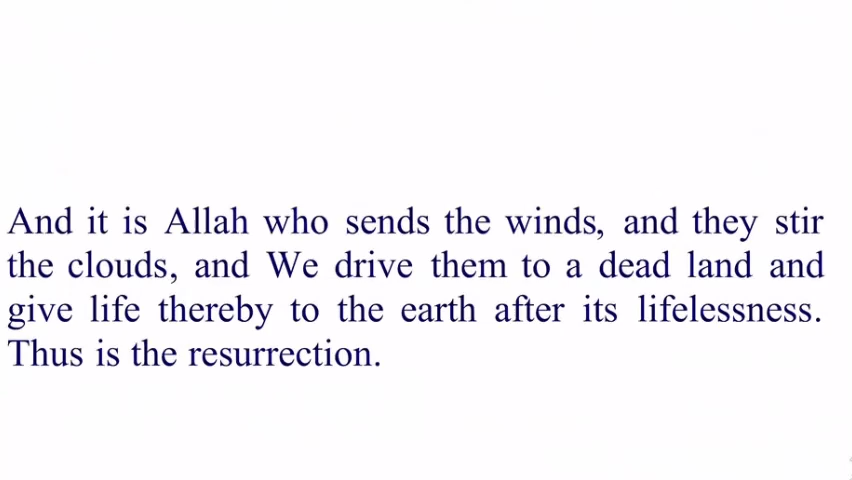 And it is Allah who sends the winds, and they stir
the clouds, and We drive them to a dead land and
give life thereby to the earth after its lifelessness.
Thus is the resurrection.